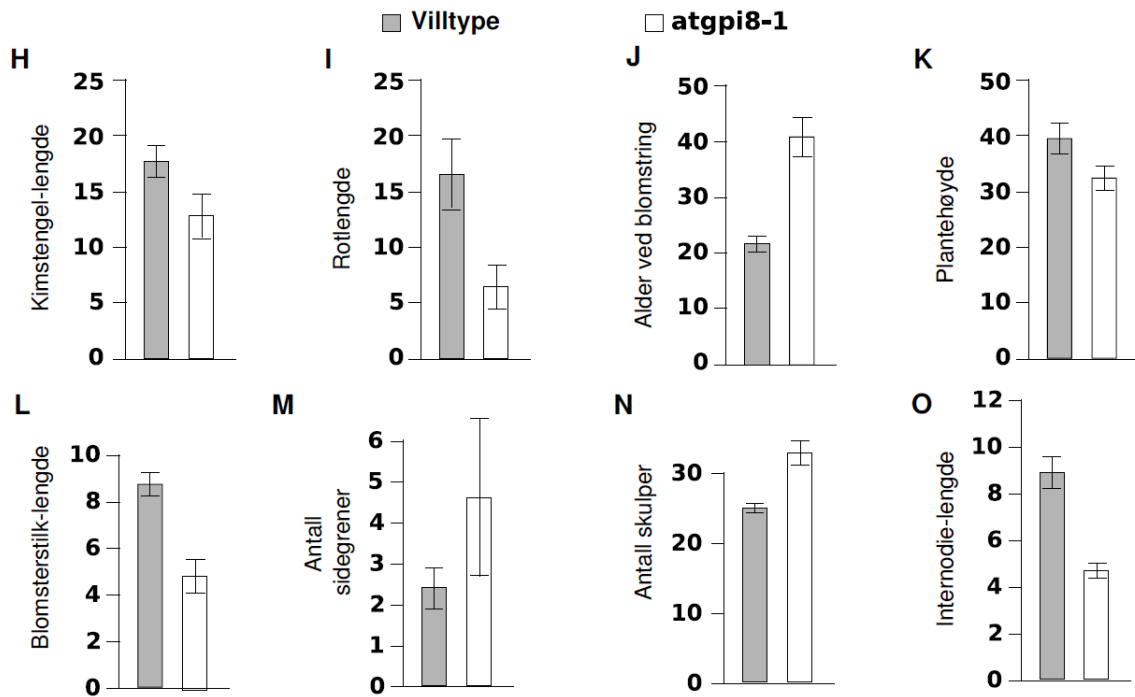 Villtype
atgpi8-1
H
Kimstengel-lengde
25
20
15
10
5
0
I
Rotlengde
25
20
15
10
5
0
J
Alder ved blomstring
50
40
30
20
10
0
K
Plantehøyde
50
40
30
20
10
0
L
Blomsterstilk-lengde
10
8
6
4
2
0
M
Antall
sidegrener
6
5
4
3
2
1
0
N
Antall skulper
30
20
10
0
O
Internodie-lengde
12
10
8
6
4
2
0